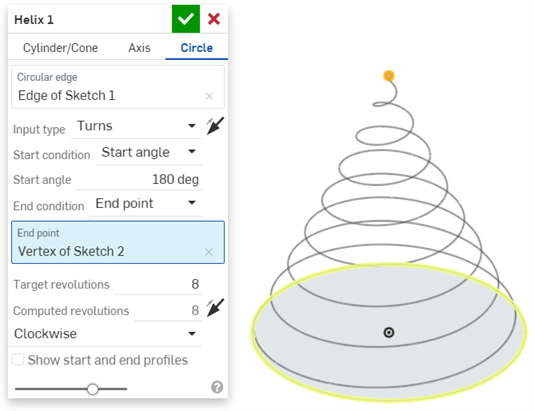 Helix 1
Cylinder/Cone Axis Circle
Circular edge
Edge of Sketch 1
Input type Turns
Start condition Start angle
Start angle 180 deg
End condition End point
End point
Vertex of Sketch 2
Target revolutions 8
Computed revolutions 8
Clockwise
Show start and end profiles